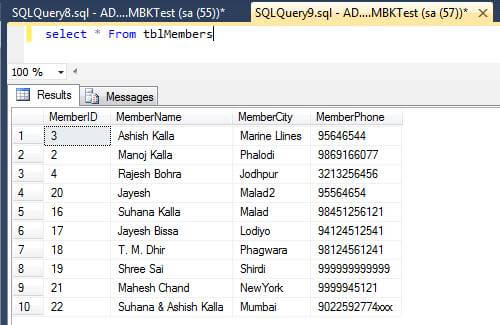 SQLQuery8.sql - AD....MBKTest (sa (55))* SQLQuery9.sql - AD....MBKTest (sa (57))*
select * From tblMembers
100 %
Results Messages
MemberID MemberName MemberCity MemberPhone
1 3 Ashish Kalla Marine Llines 95646544
2 2 Manoj Kalla Phalodi 9869166077
3 4 Rajesh Bohra Jodhpur 3213256456
4 20 Jayesh Malad2 95564654
5 16 Suhana Kalla Malad 98451256121
6 17 Jayesh Bissa Lodiyo 94124512541
7 18 T. M. Dhir Phagwara 98124561241
8 19 Shree Sai Shirdi 999999999999
9 21 Mahesh Chand NewYork 9999945121
10 22 Suhana & Ashish Kalla Mumbai 9022592774xxx